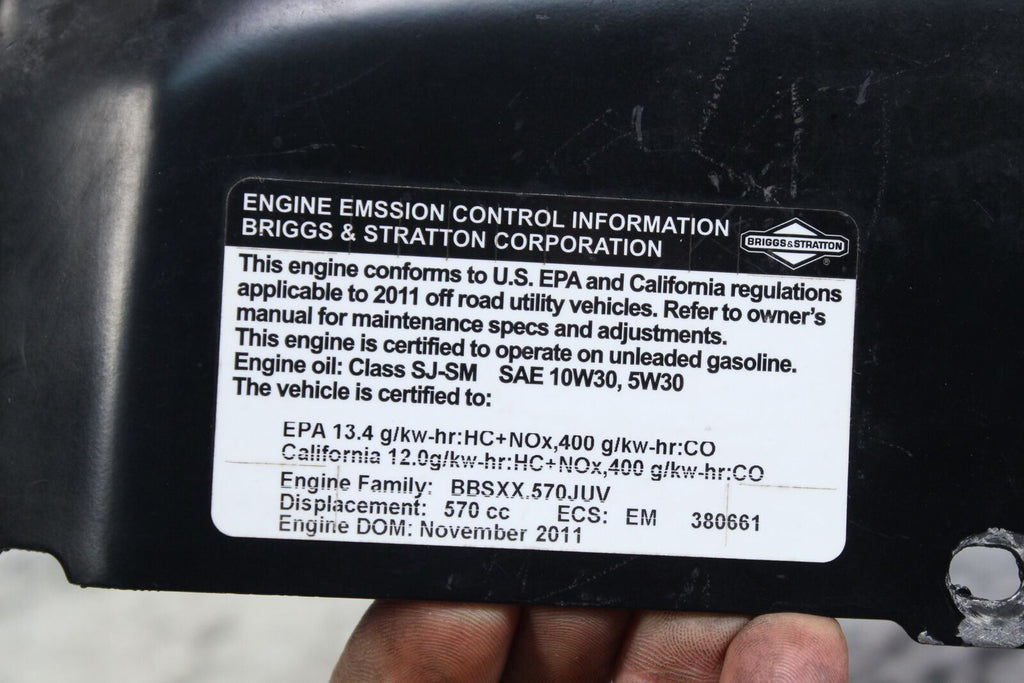 ENGINE EMSSION CONTROL INFORMATION
BRIGGS & STRATTON CORPORATION
BRIGGS&STRATTON
®
This engine conforms to U.S. EPA and California regulations
applicable to 2011 off road utility vehicles. Refer to owner's
manual for maintenance specs and adjustments.
This engine is certified to operate on unleaded gasoline.
Engine oil: Class SJ-SM SAE 10W30, 5W30
The vehicle is certified to:
EPA 13.4 g/kw-hr:HC+NOx,400 g/kw-hr:CO
California 12.0g/kw-hr:HC+NOx,400 g/kw-hr:CO
Engine Family: BBSXX.570JUV
Displacement: 570 cc ECS: EM 380661
Engine DOM: November 2011